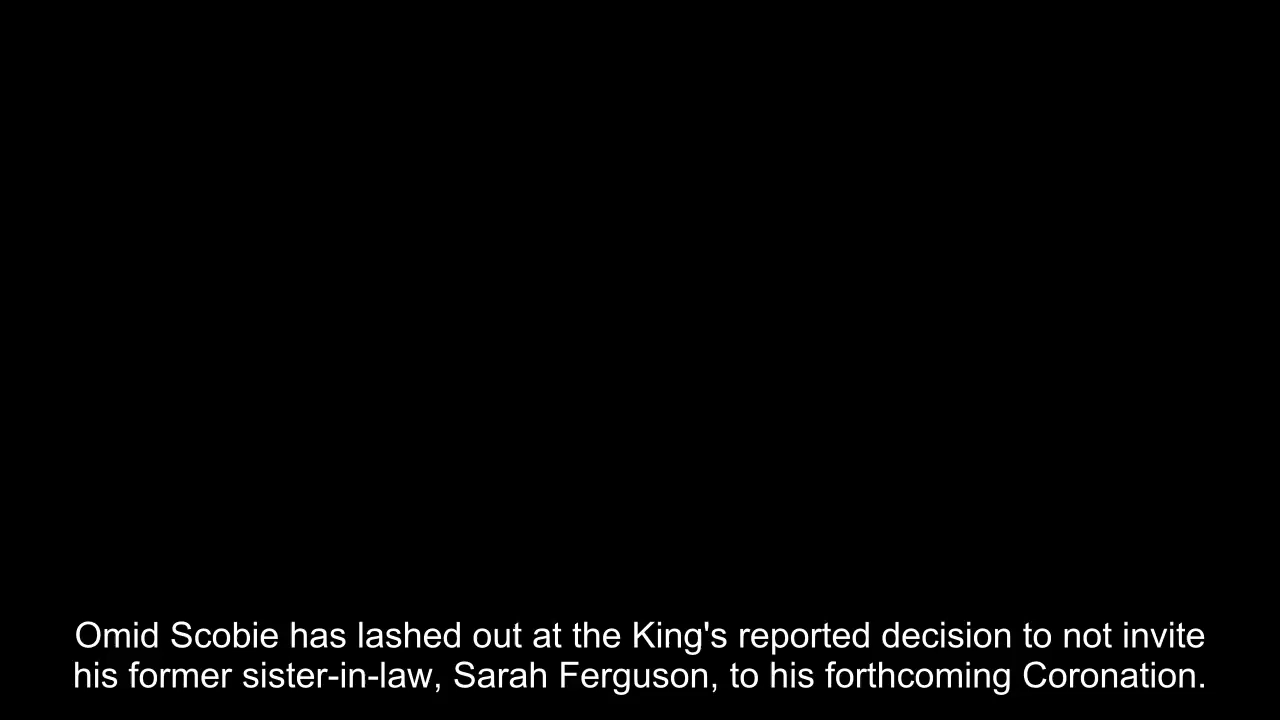 Omid Scobie has lashed out at the King's reported decision to not invite
his former sister-in-law, Sarah Ferguson, to his forthcoming Coronation.